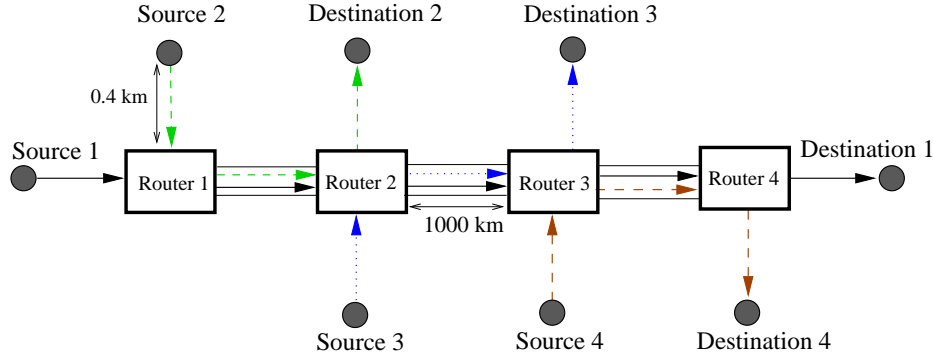 Source 2
Destination 2
Destination 3
0.4 km
Source 1
Destination 1
Router 1
Router 2
Router 3
Router 4
1000 km
Source 3
Source 4
Destination 4